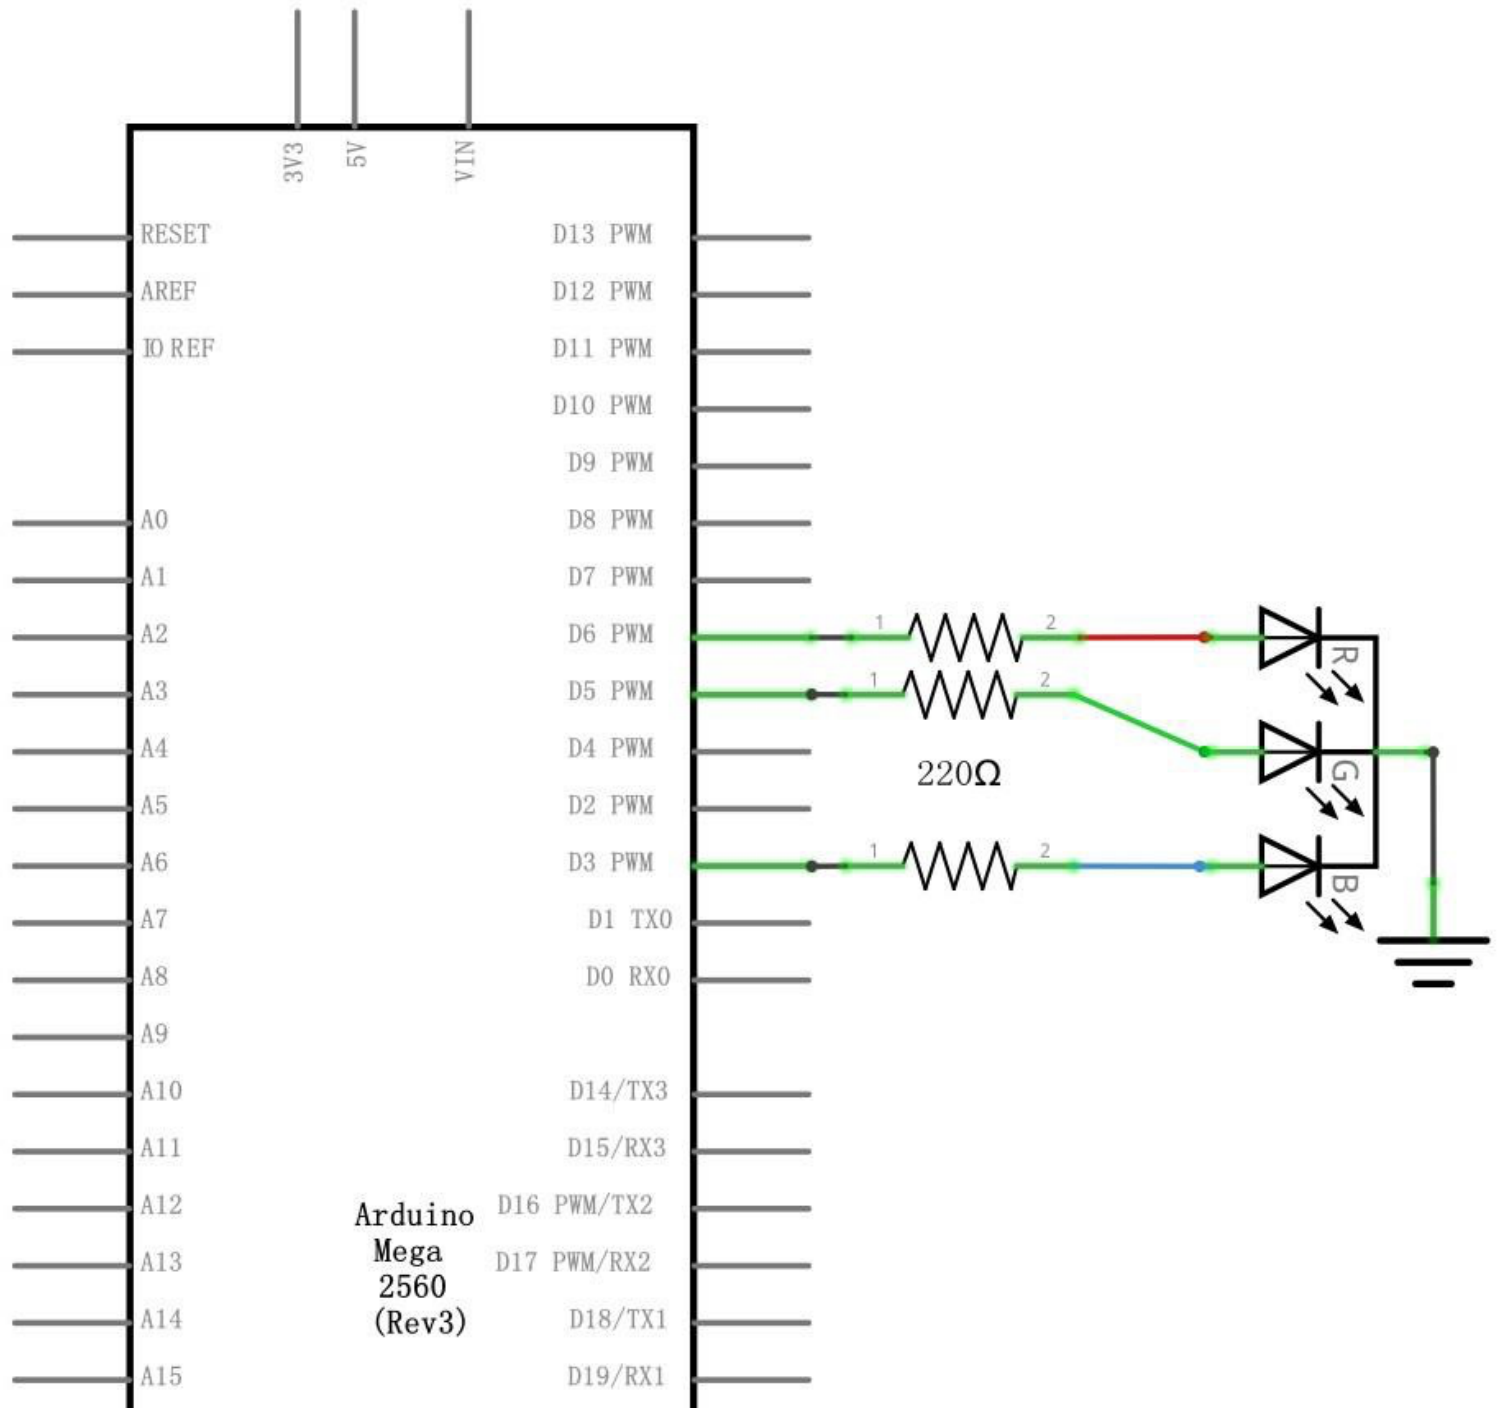 3V3
5V
VIN
RESET
AREF
IO REF
A0
A1
A2
A3
A4
A5
A6
A7
A8
A9
A10
A11
A12
A13
A14
A15
D13 PWM
D12 PWM
D11 PWM
D10 PWM
D9 PWM
D8 PWM
D7 PWM
D6 PWM
D5 PWM
D4 PWM
D2 PWM
D3 PWM
D1 TX0
D0 RX0
D14/TX3
D15/RX3
D16 PWM/TX2
D17 PWM/RX2
D18/TX1
D19/RX1
Arduino
Mega
2560
(Rev3)
1 2
1 2
220Ω
1 2
R
G
B